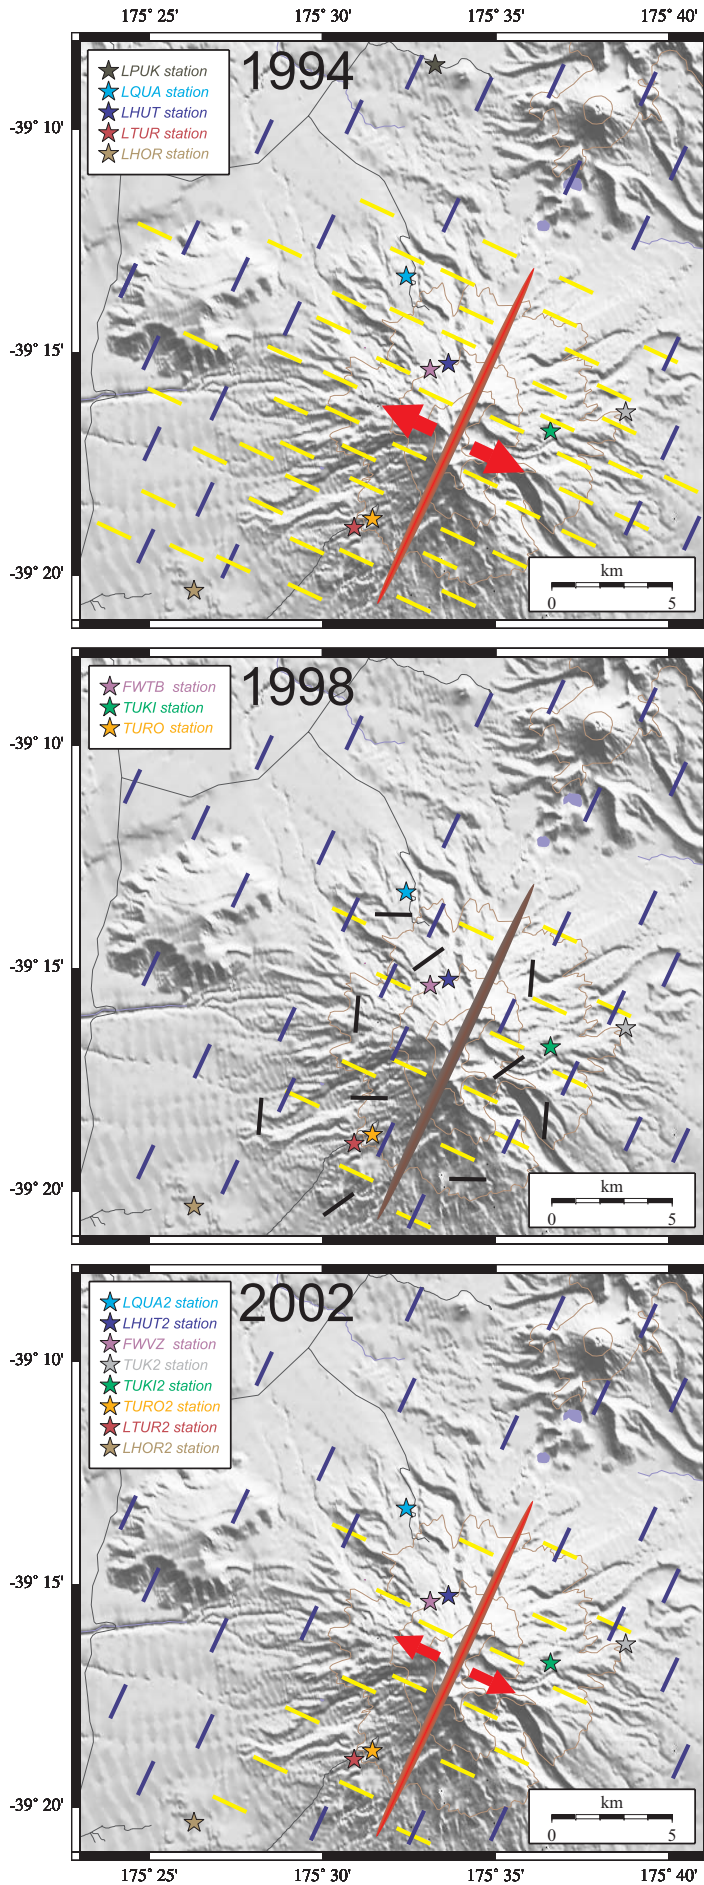 175° 25' 175° 30' 175° 35' 175° 40'
1994
LPUK station
LQUA station
LHUT station
LTUR station
LHOR station
-39° 10'
-39° 15'
-39° 20'
km
0 5
1998
FWTB station
TUKI station
TURO station
-39° 10'
-39° 15'
-39° 20'
km
0 5
2002
LQUA2 station
LHUT2 station
FWVZ station
TUK2 station
TUKI2 station
TURO2 station
LTUR2 station
LHOR2 station
-39° 10'
-39° 15'
-39° 20'
km
0 5
175° 25' 175° 30' 175° 35' 175° 40'